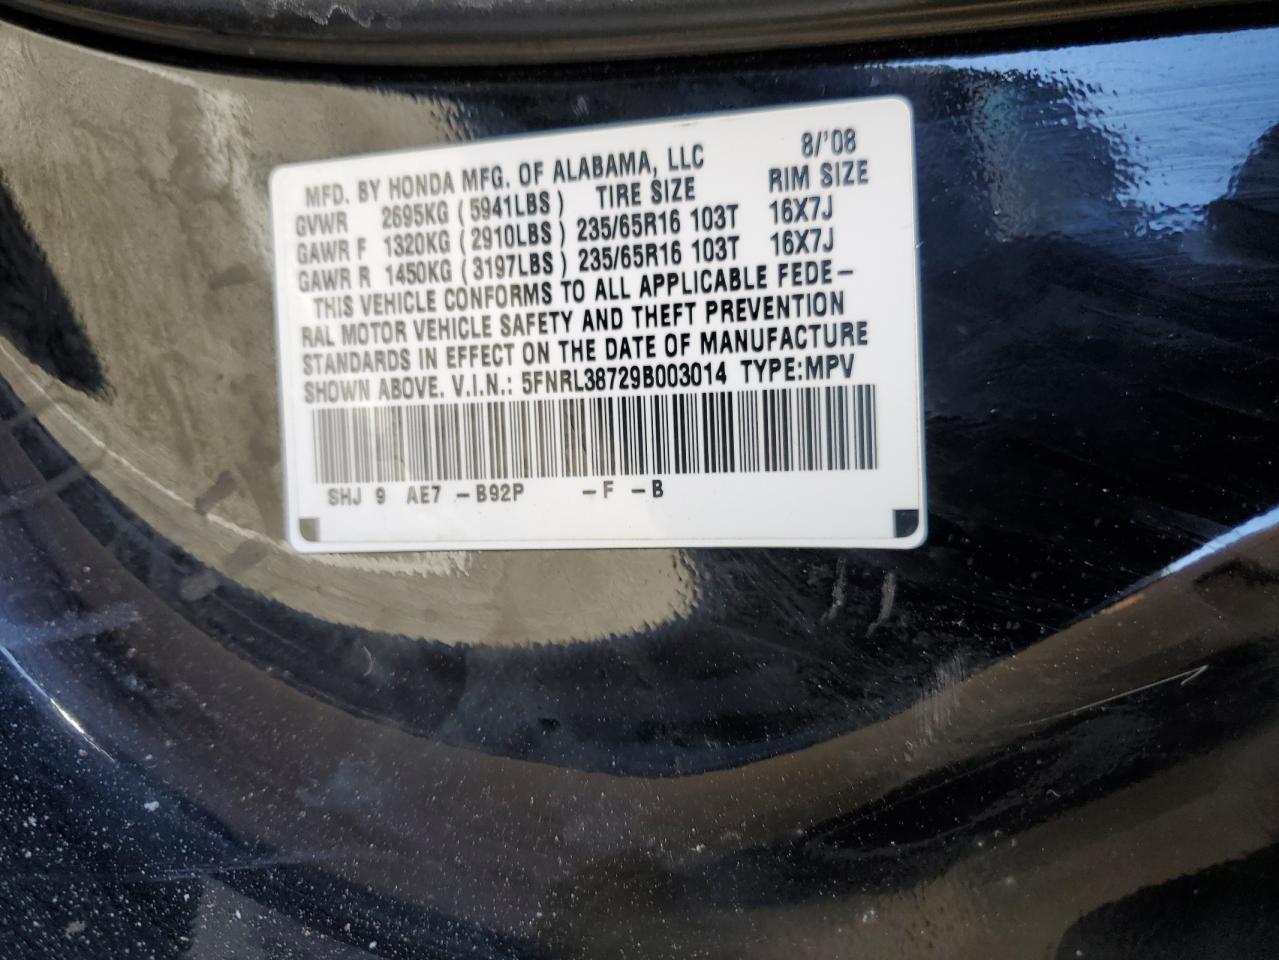 MFD. BY HONDA MFG. OF ALABAMA, LLC 8/'08
GVWR 2695KG ( 5941LBS ) TIRE SIZE RIM SIZE
GAWR F 1320KG ( 2910LBS ) 235/65R16 103T 16X7J
GAWR R 1450KG ( 3197LBS ) 235/65R16 103T 16X7J
THIS VEHICLE CONFORMS TO ALL APPLICABLE FEDE-
RAL MOTOR VEHICLE SAFETY AND THEFT PREVENTION
STANDARDS IN EFFECT ON THE DATE OF MANUFACTURE
SHOWN ABOVE. V.I.N.: 5FNRL38729B003014 TYPE:MPV
SHJ 9 AE7 -B92P -F -B